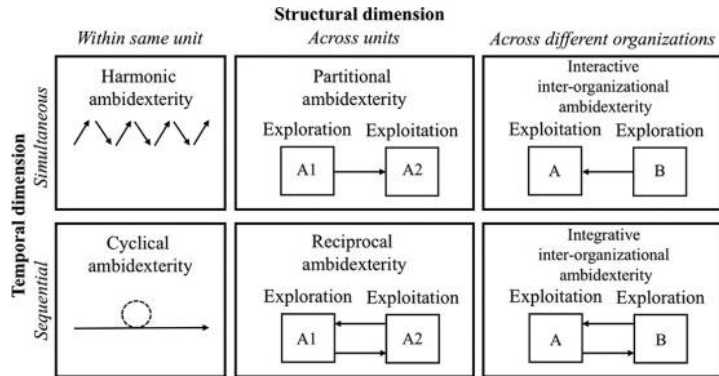 Structural dimension
Within same unit
Across units
Across different organizations
Temporal dimension
Simultaneous
Harmonic
ambidexterity
Partitional
ambidexterity
Exploration Exploitation
A1
A2
Interactive
inter-organizational
ambidexterity
Exploitation Exploration
A
B
Sequential
Cyclical
ambidexterity
Reciprocal
ambidexterity
Exploration Exploitation
A1
A2
Integrative
inter-organizational
ambidexterity
Exploitation Exploration
A
B